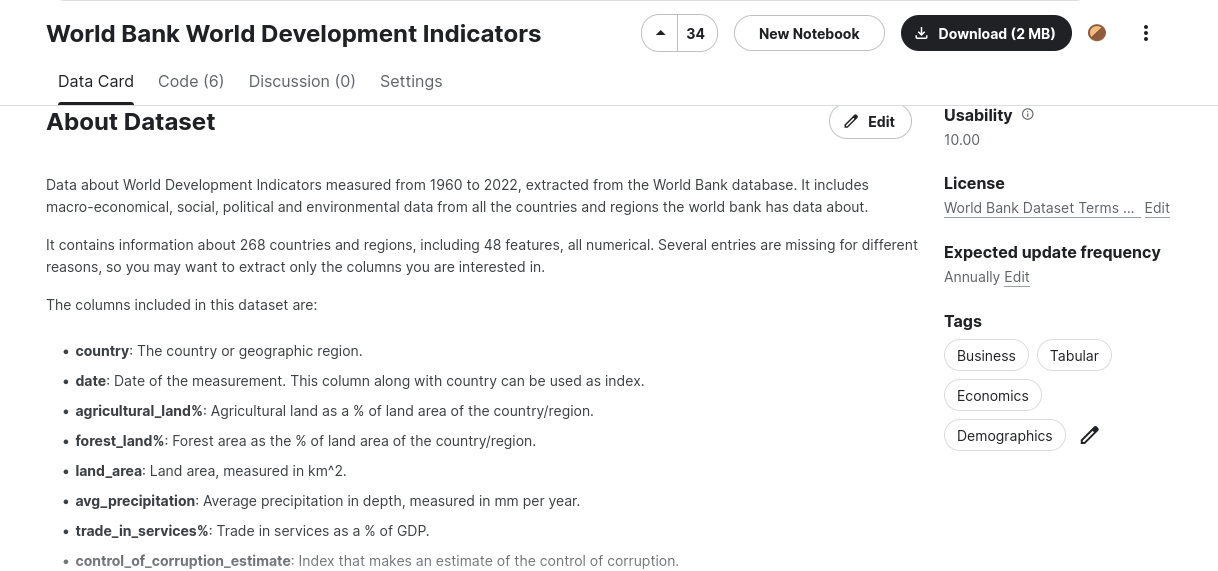 World Bank World Development Indicators
34
New Notebook
Download (2 MB)
Data Card
Code (6)
Discussion (0)
Settings
About Dataset
Edit
Data about World Development Indicators measured from 1960 to 2022, extracted from the World Bank database. It includes
macro-economical, social, political and environmental data from all the countries and regions the world bank has data about.
It contains information about 268 countries and regions, including 48 features, all numerical. Several entries are missing for different
reasons, so you may want to extract only the columns you are interested in.
The columns included in this dataset are:
• country: The country or geographic region.
• date: Date of the measurement. This column along with country can be used as index.
• agricultural_land%: Agricultural land as a % of land area of the country/region.
• forest_land%: Forest area as the % of land area of the country/region.
• land_area: Land area, measured in km^2.
• avg_precipitation: Average precipitation in depth, measured in mm per year.
• trade_in_services%: Trade in services as a % of GDP.
• control_of_corruption_estimate: Index that makes an estimate of the control of corruption.
Usability
10.00
License
World Bank Dataset Terms ... Edit
Expected update frequency
Annually Edit
Tags
Business
Tabular
Economics
Demographics